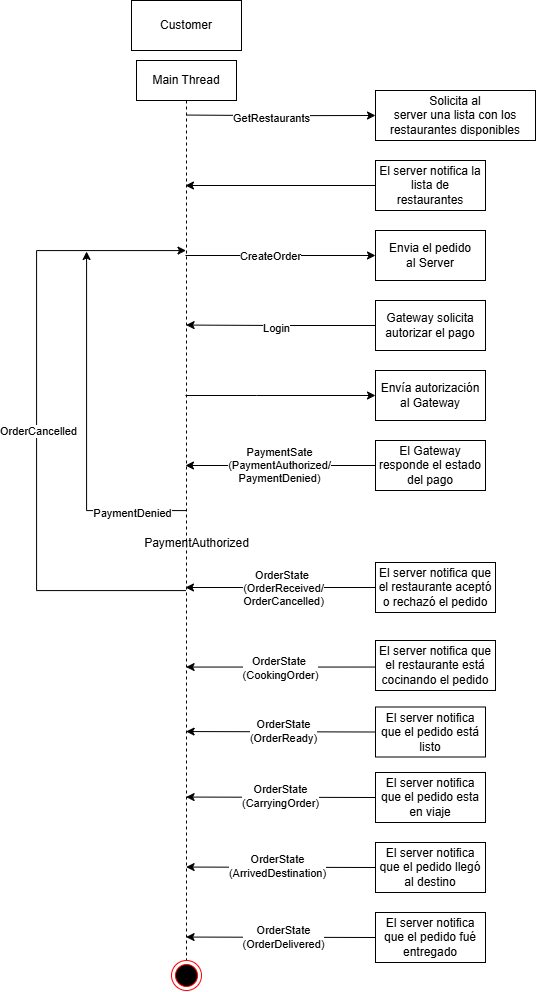 Customer
Main Thread
GetRestaurants
Solicita al
server una lista con los
restaurantes disponibles
El server notifica la
lista de
restaurantes
CreateOrder
Envia el pedido
al Server
Login
Gateway solicita
autorizar el pago
Envía autorización
al Gateway
OrderCancelled
PaymentSate
(PaymentAuthorized/
PaymentDenied)
El Gateway
responde el estado
del pago
PaymentDenied
PaymentAuthorized
OrderState
(OrderReceived/
OrderCancelled)
El server notifica que
el restaurante aceptó
o rechazó el pedido
OrderState
(CookingOrder)
El server notifica que
el restaurante está
cocinando el pedido
OrderState
(OrderReady)
El server notifica
que el pedido está
listo
OrderState
(CarryingOrder)
El server notifica
que el pedido esta
en viaje
OrderState
(ArrivedDestination)
El server notifica
que el pedido llegó
al destino
OrderState
(OrderDelivered)
El server notifica
que el pedido fué
entregado